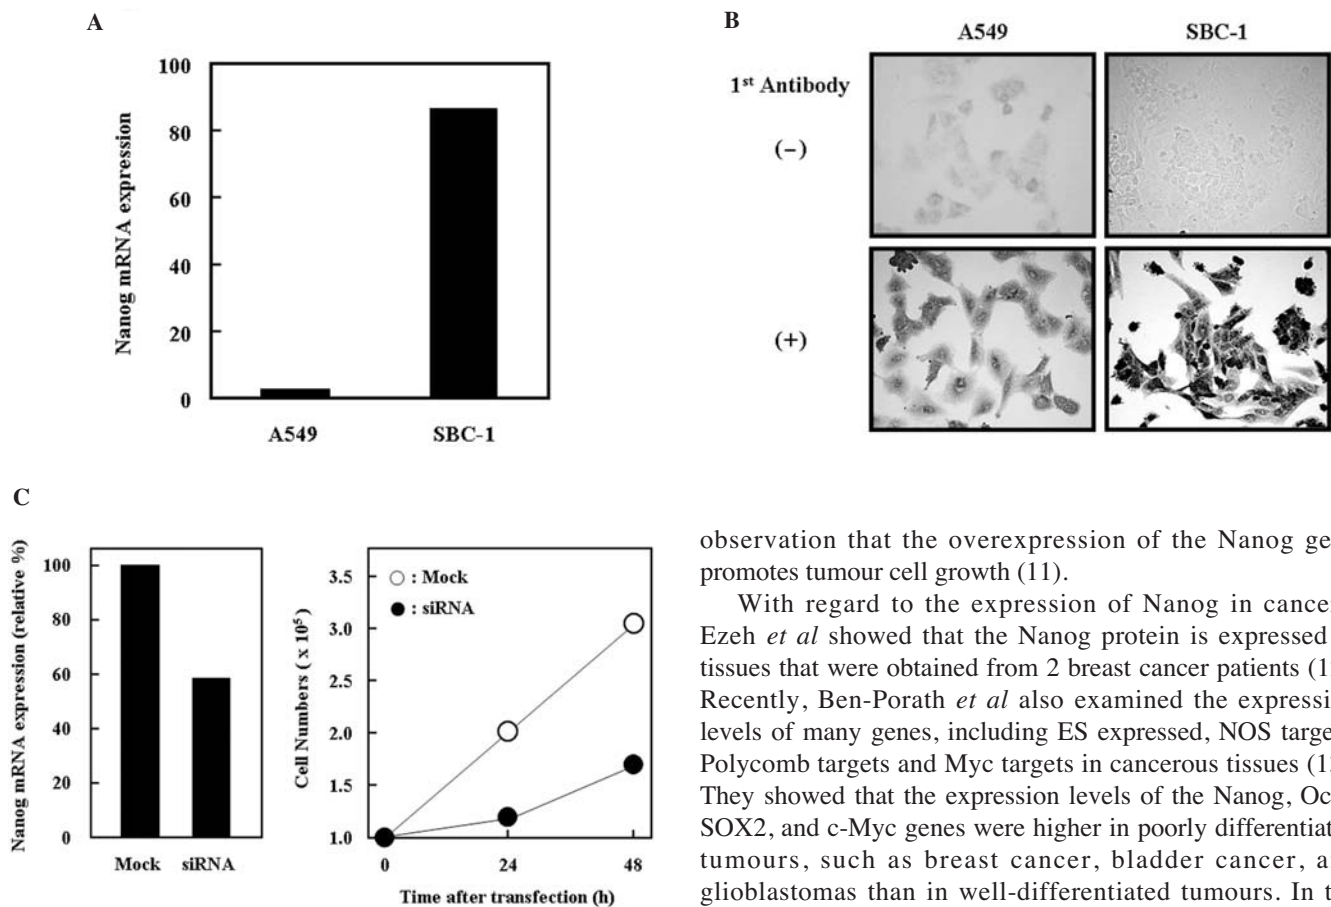 A
100
80
60
40
20
0
Nanog mRNA expression
A549
SBC-1
B
A549
SBC-1
1st Antibody
(–)
(+)
C
100
80
60
40
20
0
Nanog mRNA expression (relative %)
Mock
siRNA
3.5
3.0
2.5
2.0
1.5
1.0
Cell Numbers ( x 10⁵)
: Mock
: siRNA
0
24
48
Time after transfection (h)
observation that the overexpression of the Nanog ge
promotes tumour cell growth (11).
With regard to the expression of Nanog in cance
Ezeh et al showed that the Nanog protein is expressed
tissues that were obtained from 2 breast cancer patients (1
Recently, Ben-Porath et al also examined the expressi
levels of many genes, including ES expressed, NOS targe
Polycomb targets and Myc targets in cancerous tissues (1
They showed that the expression levels of the Nanog, Oc
SOX2, and c-Myc genes were higher in poorly differentiat
tumours, such as breast cancer, bladder cancer, a
glioblastomas than in well-differentiated tumours. In t